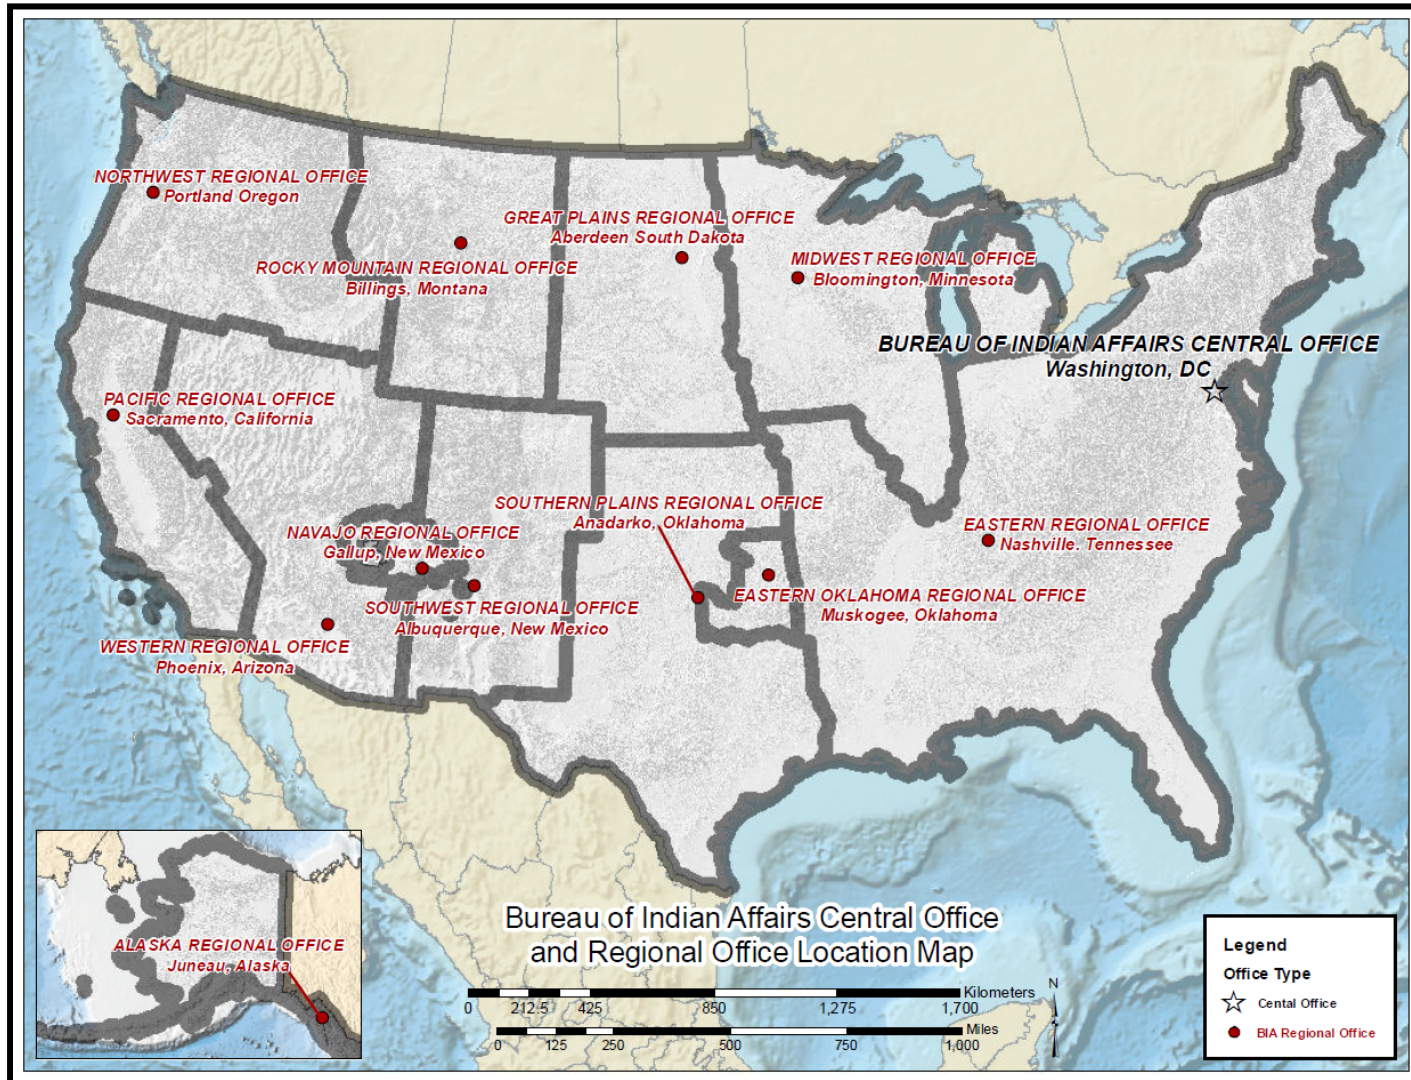 NORTHWEST REGIONAL OFFICE
Portland Oregon
GREAT PLAINS REGIONAL OFFICE
Aberdeen South Dakota
ROCKY MOUNTAIN REGIONAL OFFICE
Billings, Montana
MIDWEST REGIONAL OFFICE
Bloomington, Minnesota
BUREAU OF INDIAN AFFAIRS CENTRAL OFFICE
Washington, DC
PACIFIC REGIONAL OFFICE
Sacramento, California
SOUTHERN PLAINS REGIONAL OFFICE
Anadarko, Oklahoma
NAVAJO REGIONAL OFFICE
Gallup, New Mexico
EASTERN REGIONAL OFFICE
Nashville. Tennessee
EASTERN OKLAHOMA REGIONAL OFFICE
Muskogee, Oklahoma
SOUTHWEST REGIONAL OFFICE
Albuquerque, New Mexico
WESTERN REGIONAL OFFICE
Phoenix, Arizona
ALASKA REGIONAL OFFICE
Juneau, Alaska
Bureau of Indian Affairs Central Office
and Regional Office Location Map
Kilometers
0 212.5 425 850 1,275 1,700
Miles
0 125 250 500 750 1,000
N
Legend
Office Type
Cental Office
BIA Regional Office